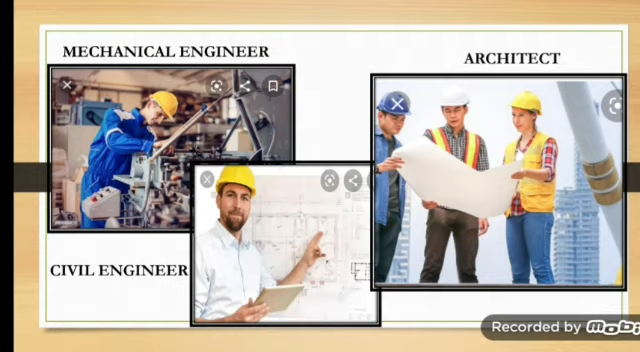 MECHANICAL ENGINEER
ARCHITECT
CIVIL ENGINEER
Recorded by